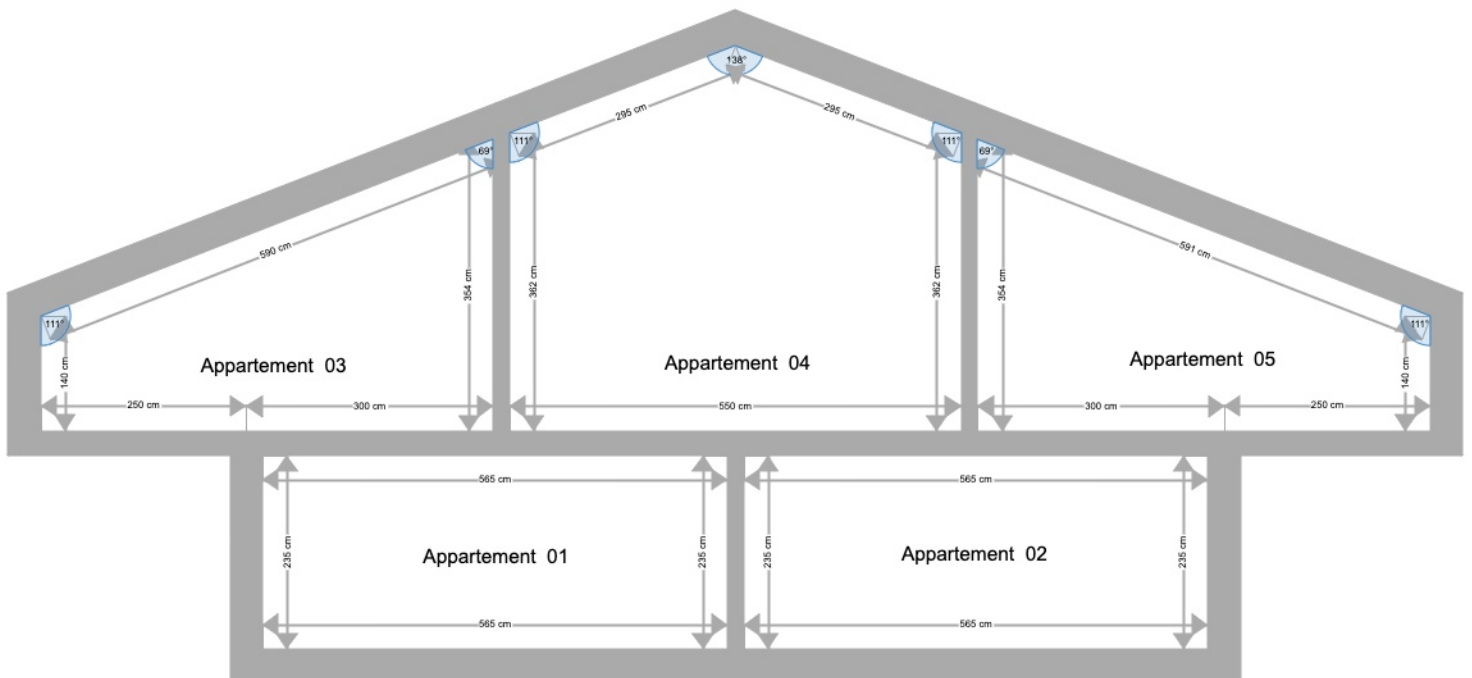 138°
295 cm
295 cm
111°
111°
69°
69°
590 cm
591 cm
354 cm
362 cm
362 cm
354 cm
111°
111°
140 cm
140 cm
Appartement 03
Appartement 04
Appartement 05
250 cm
300 cm
550 cm
300 cm
250 cm
565 cm
565 cm
235 cm
235 cm
235 cm
235 cm
Appartement 01
Appartement 02
565 cm
565 cm